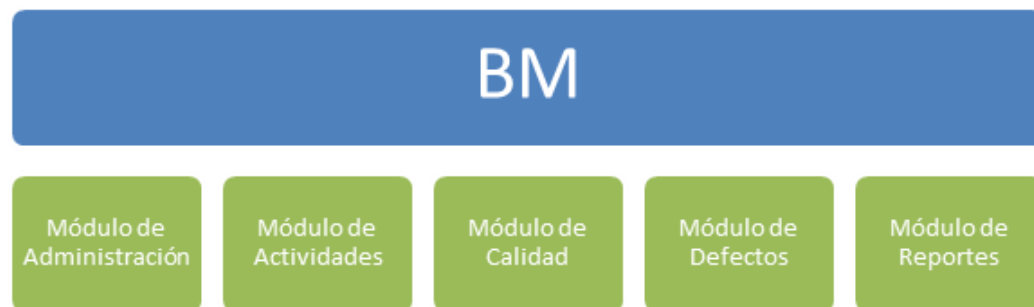 BM
Módulo de
Administración
Módulo de
Actividades
Módulo de
Calidad
Módulo de
Defectos
Módulo de
Reportes